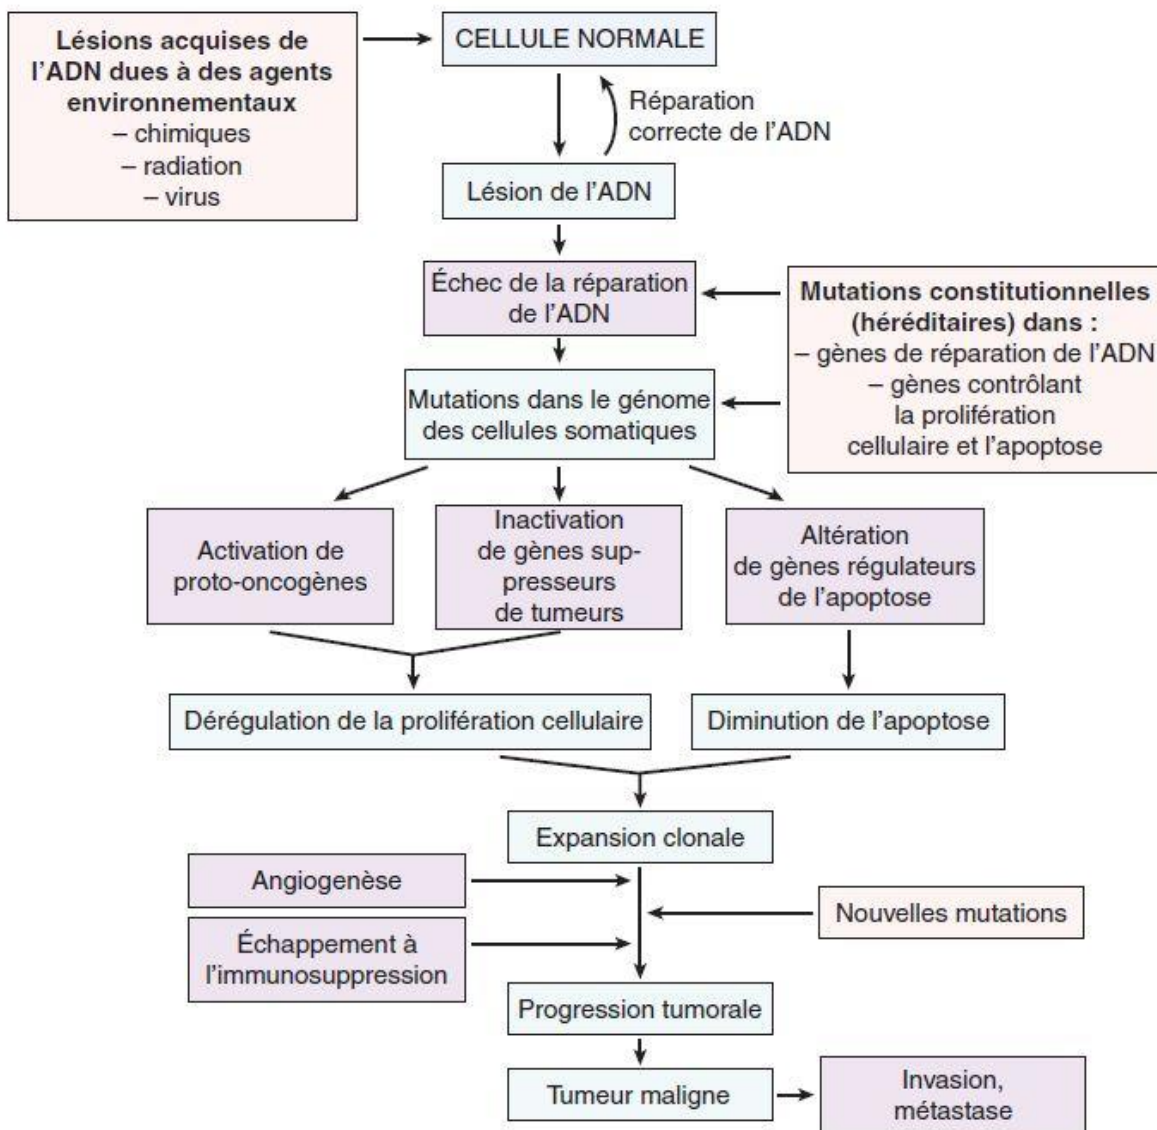 Lésions acquises de
l'ADN dues à des agents
environnementaux
– chimiques
– radiation
– virus
CELLULE NORMALE
Réparation
correcte de l'ADN
Lésion de l'ADN
Échec de la réparation
de l'ADN
Mutations constitutionnelles
(héréditaires) dans :
– gènes de réparation de l'ADN
– gènes contrôlant
la prolifération
cellulaire et l'apoptose
Mutations dans le génome
des cellules somatiques
Activation de
proto-oncogènes
Inactivation
de gènes sup-
presseurs
de tumeurs
Altération
de gènes régulateurs
de l'apoptose
Dérégulation de la prolifération cellulaire
Diminution de l'apoptose
Expansion clonale
Angiogenèse
Nouvelles mutations
Échappement à
l'immunosuppression
Progression tumorale
Tumeur maligne
Invasion,
métastase